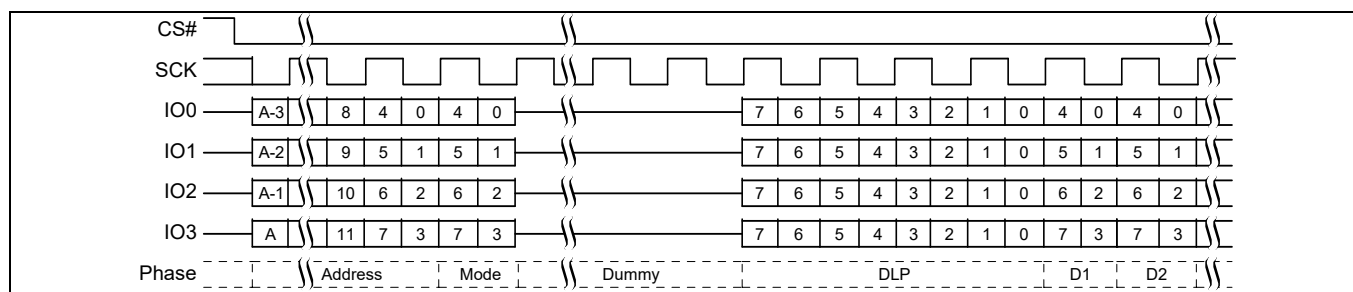 CS#
SCK
IO0 A-3 8 4 0 4 0 7 6 5 4 3 2 1 0 4 0 4 0
IO1 A-2 9 5 1 5 1 7 6 5 4 3 2 1 0 5 1 5 1
IO2 A-1 10 6 2 6 2 7 6 5 4 3 2 1 0 6 2 6 2
IO3 A 11 7 3 7 3 7 6 5 4 3 2 1 0 7 3 7 3
Phase Address Mode Dummy DLP D1 D2